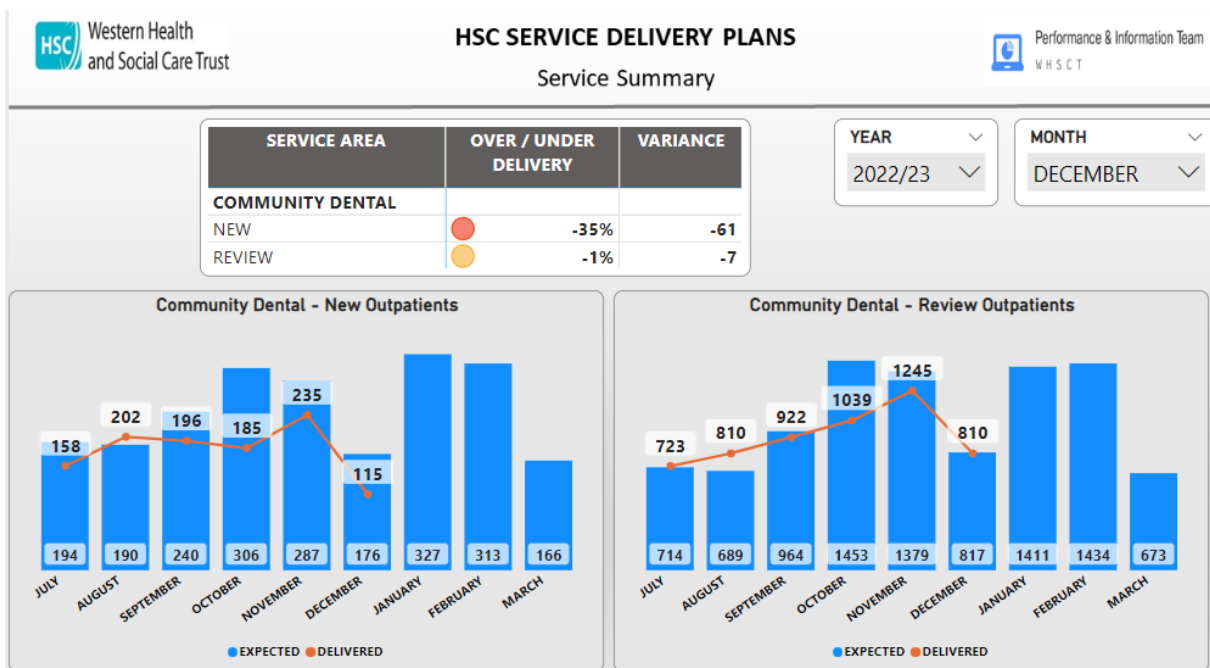 HSC
Western Health
and Social Care Trust
HSC SERVICE DELIVERY PLANS
Service Summary
Performance & Information Team
WHSCT
SERVICE AREA OVER / UNDER DELIVERY VARIANCE
COMMUNITY DENTAL
NEW -35% -61
REVIEW -1% -7
YEAR
2022/23
MONTH
DECEMBER
Community Dental - New Outpatients
158 202 196 185 235 115
194 190 240 306 287 176 327 313 166
JULY AUGUST SEPTEMBER OCTOBER NOVEMBER DECEMBER JANUARY FEBRUARY MARCH
EXPECTED DELIVERED
Community Dental - Review Outpatients
723 810 922 1039 1245 810
714 689 964 1453 1379 817 1411 1434 673
JULY AUGUST SEPTEMBER OCTOBER NOVEMBER DECEMBER JANUARY FEBRUARY MARCH
EXPECTED DELIVERED